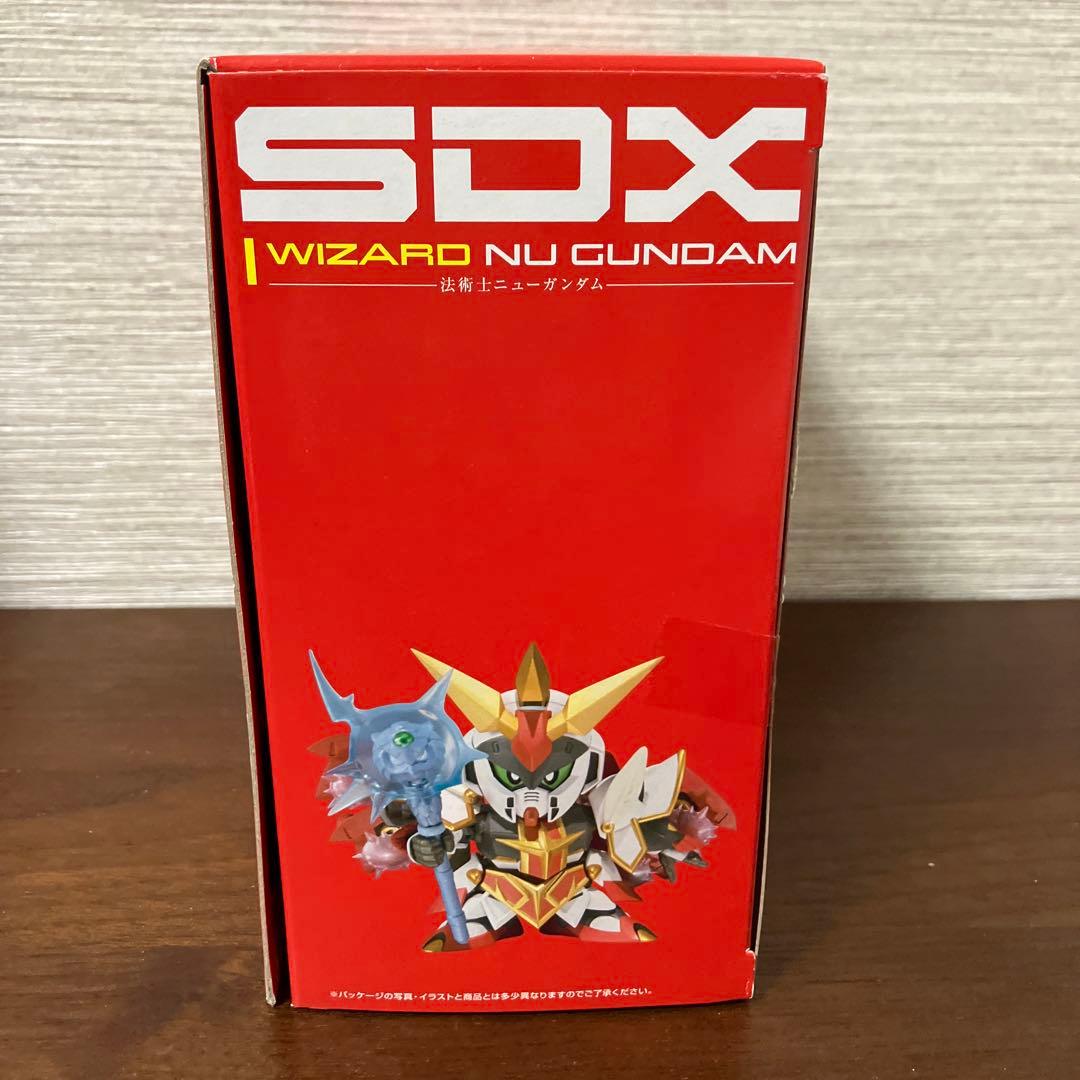 SDX
WIZARD NU GUNDAM
法術士ニューガンダム
※パッケージの写真・イラストと商品とは多少異なりますのでご了承ください。